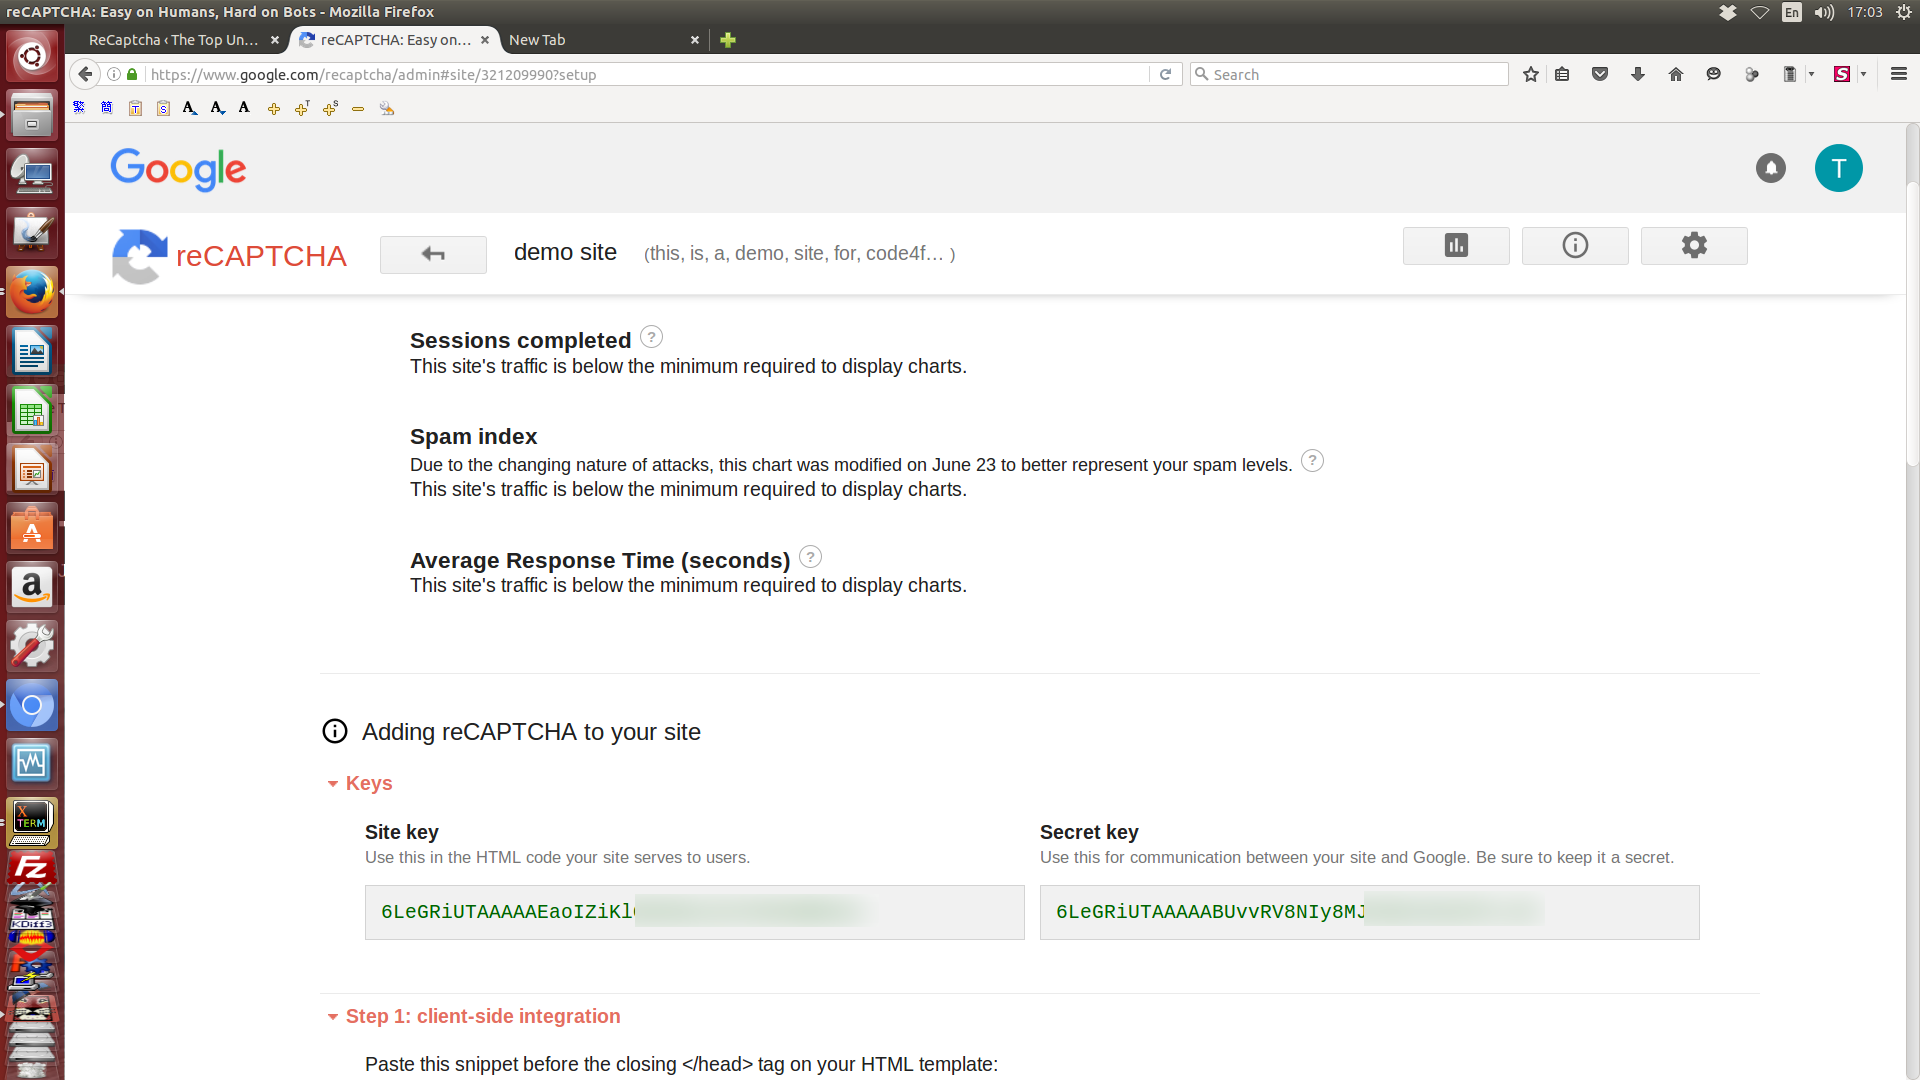 reCAPTCHA: Easy on Humans, Hard on Bots - Mozilla Firefox
En
17:03
ReCaptcha ‹ The Top Un...
reCAPTCHA: Easy on...
New Tab
https://www.google.com/recaptcha/admin#site/321209990?setup
Search
Google
T
reCAPTCHA
demo site
(this, is, a, demo, site, for, code4f... )
Sessions completed ?
This site's traffic is below the minimum required to display charts.
Spam index
Due to the changing nature of attacks, this chart was modified on June 23 to better represent your spam levels. ?
This site's traffic is below the minimum required to display charts.
Average Response Time (seconds) ?
This site's traffic is below the minimum required to display charts.
Adding reCAPTCHA to your site
Keys
Site key
Use this in the HTML code your site serves to users.
6LeGRiUTAAAAAEaoIZiKl
Secret key
Use this for communication between your site and Google. Be sure to keep it a secret.
6LeGRiUTAAAAABUvvRV8NIy8MJ
Step 1: client-side integration
Paste this snippet before the closing </head> tag on your HTML template:
X
TERM
Fz
KDiff3